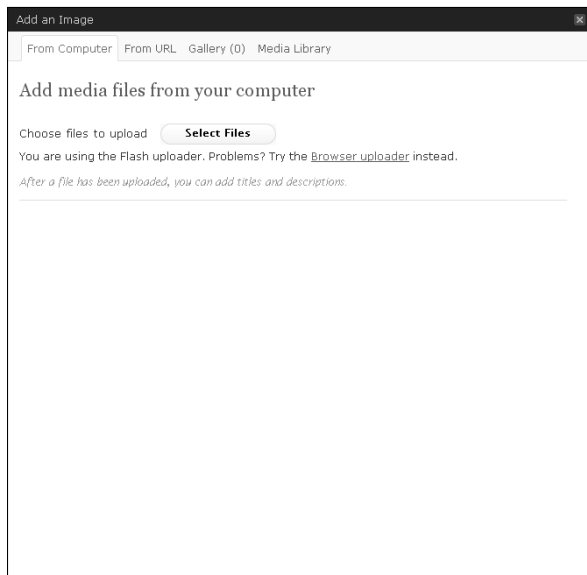 Add an Image
From Computer From URL Gallery (0) Media Library
Add media files from your computer
Choose files to upload Select Files
You are using the Flash uploader. Problems? Try the Browser uploader instead.
After a file has been uploaded, you can add titles and descriptions.